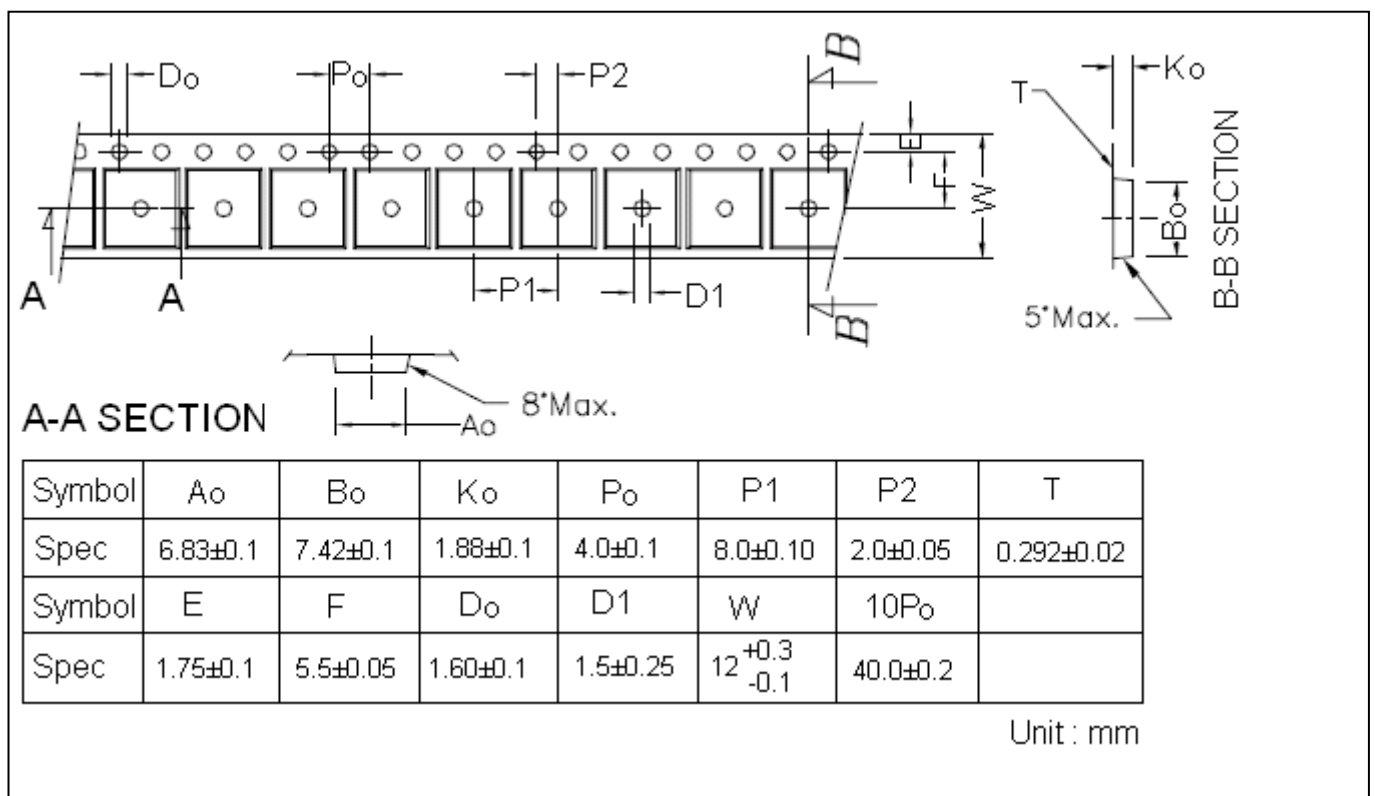 B
Do
Po
P2
Ko
T
E
F
W
Bo
B-B SECTION
A
A
P1
D1
B
5°Max.
8°Max.
A-A SECTION
Ao
Symbol Ao Bo Ko Po P1 P2 T
Spec 6.83±0.1 7.42±0.1 1.88±0.1 4.0±0.1 8.0±0.10 2.0±0.05 0.292±0.02
Symbol E F Do D1 W 10Po
Spec 1.75±0.1 5.5±0.05 1.60±0.1 1.5±0.25 12 +0.3 -0.1 40.0±0.2
Unit : mm